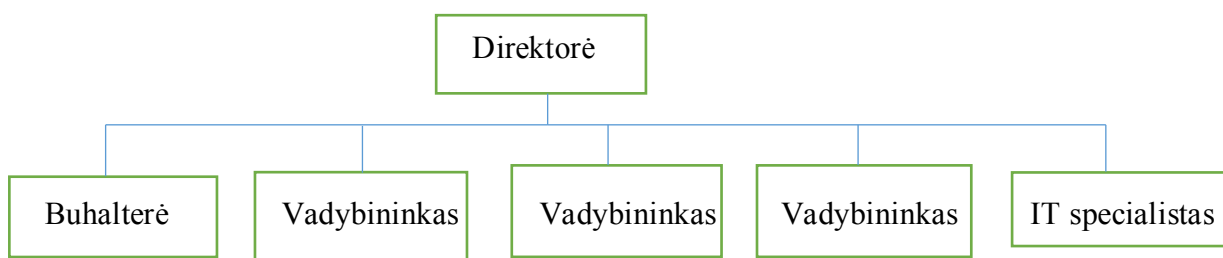 Direktorė
Buhalterė
Vadybininkas
Vadybininkas
Vadybininkas
IT specialistas